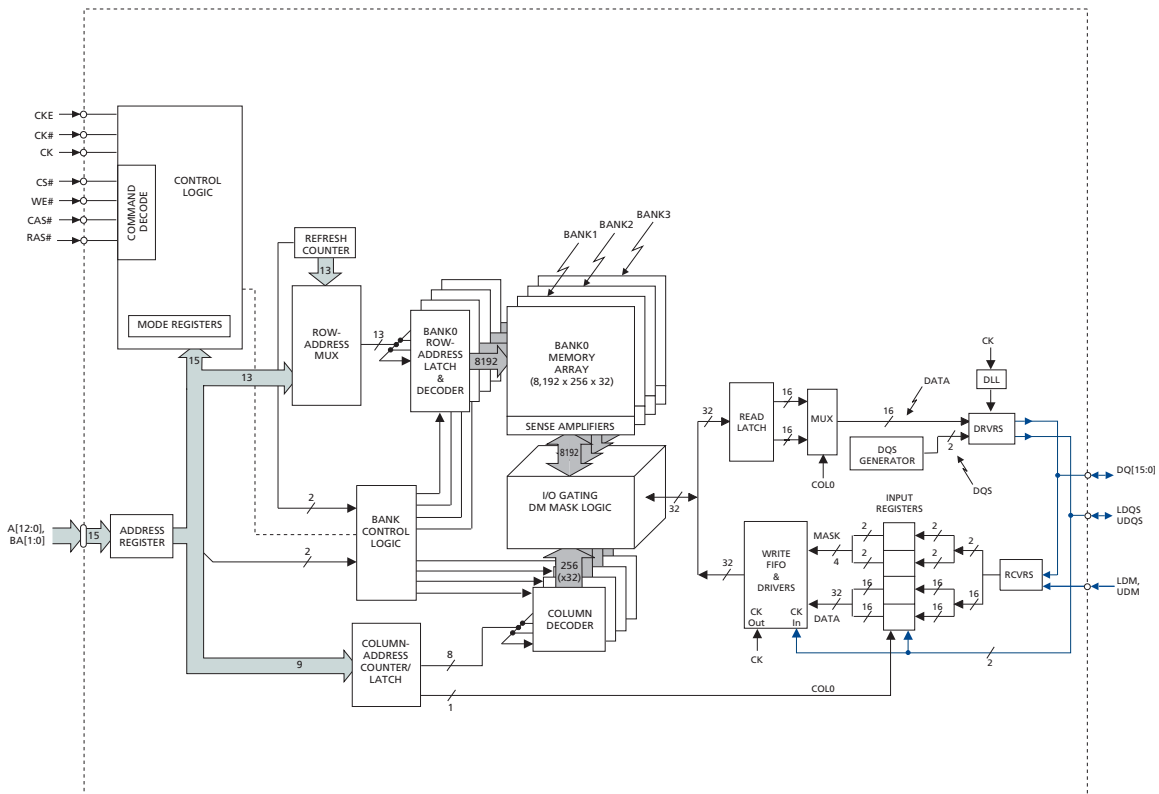 CKE
CK#
CK
CS#
WE#
CAS#
RAS#
COMMAND
DECODE
CONTROL
LOGIC
MODE REGISTERS
15
13
REFRESH
COUNTER
13
ROW-
ADDRESS
MUX
13
BANK0
ROW-
ADDRESS
LATCH
&
DECODER
8192
BANK1
BANK2
BANK3
BANK0
MEMORY
ARRAY
(8,192 x 256 x 32)
SENSE AMPLIFIERS
8192
I/O GATING
DM MASK LOGIC
32
A[12:0],
BA[1:0]
15
ADDRESS
REGISTER
2
2
BANK
CONTROL
LOGIC
256
(x32)
COLUMN
DECODER
9
COLUMN-
ADDRESS
COUNTER/
LATCH
8
1
COL0
32
READ
LATCH
16
16
MUX
COL0
16
DATA
DQS
GENERATOR
2
DQS
CK
DLL
DRVRS
DQ[15:0]
LDQS
UDQS
LDM,
UDM
INPUT
REGISTERS
32
WRITE
FIFO
&
DRIVERS
CK
Out
CK
In
CK
MASK
4
32
DATA
2
2
16
16
2
2
16
16
2
16
RCVRS
2